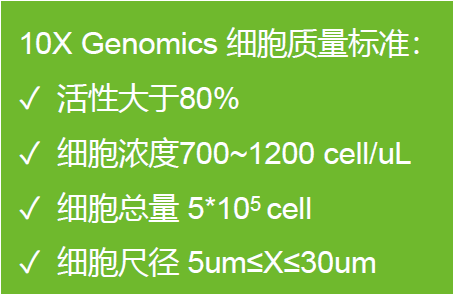 10X Genomics 细胞质量标准：
✓ 活性大于80%
✓ 细胞浓度700~1200 cell/uL
✓ 细胞总量 5*10⁵ cell
✓ 细胞尺径 5um≤X≤30um